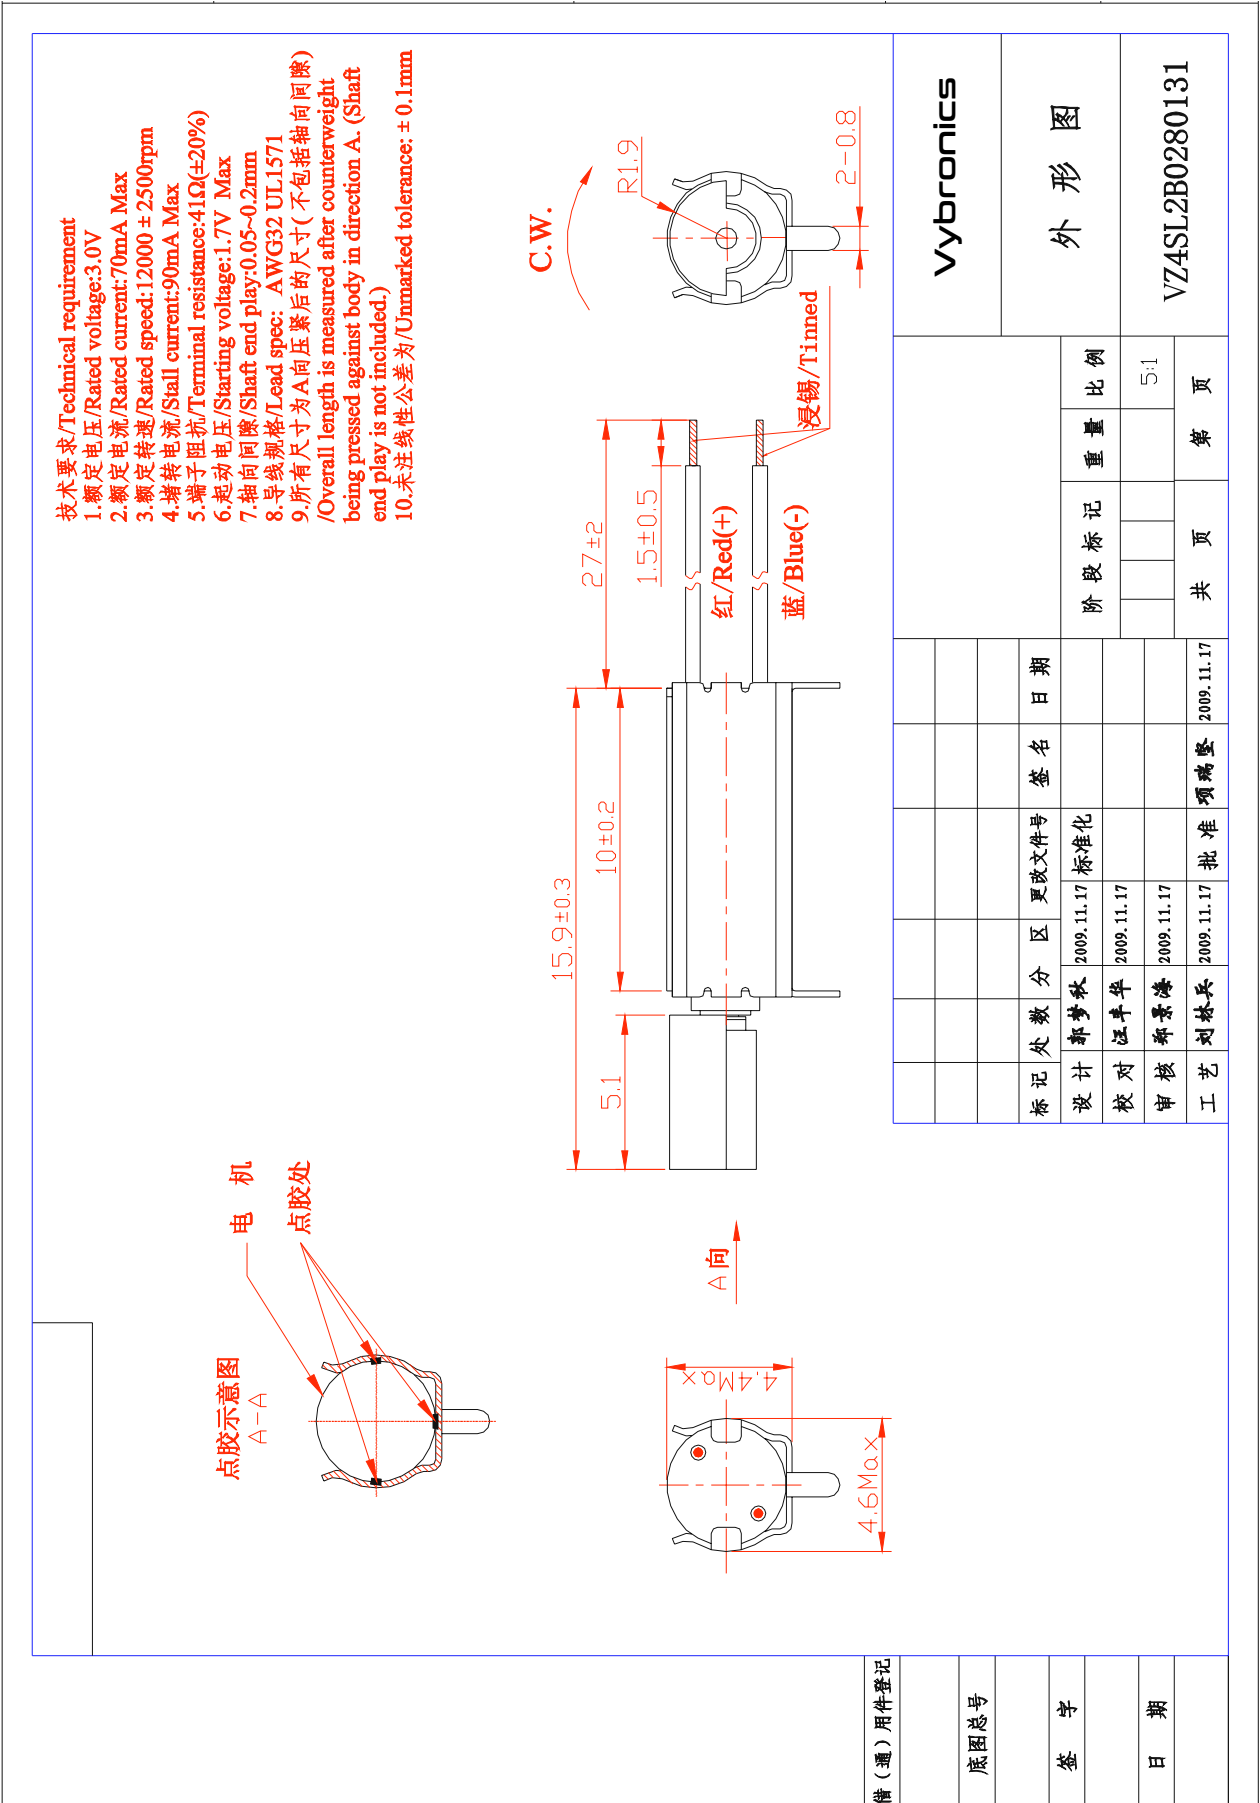 技术要求/Technical requirement
1.额定电压/Rated voltage:3.0V
2.额定电流/Rated current:70mA Max
3.额定转速/Rated speed:12000±2500rpm
4.堵转电流/Stall current:90mA Max
5.端子阻抗/Terminal resistance:41Ω(±20%)
6.起动电压/Starting voltage:1.7V Max
7.轴向间隙/Shaft end play:0.05~0.2mm
8.导线规格/Lead spec: AWG32 UL1571
9.所有尺寸为A向压紧后的尺寸(不包括轴向间隙)
/Overall length is measured after counterweight
being pressed against body in direction A. (Shaft
end play is not included.)
10.未注线性公差为/Unmarked tolerance: ± 0.1mm
点胶示意图
A-A
电 机
点胶处
C.W.
R1.9
2-0.8
27±2
1.5±0.5
浸锡/Tinned
红/Red(+)
蓝/Blue(-)
15.9±0.3
10±0.2
5.1
A向
4.4Max
4.6Max
Vybronics
外 形 图
VZ4SL2B0280131
阶段标记
重量
比例
5:1
共 页
第 页
标记
处数
分 区
更改文件号
签 名
日 期
设 计
郭梦秋
2009.11.17
标准化
校 对
汪丰华
2009.11.17
审 核
郑景海
2009.11.17
工 艺
刘林兵
2009.11.17
批 准
项瑞坚
2009.11.17
借（通）用件登记
底图总号
签 字
日 期